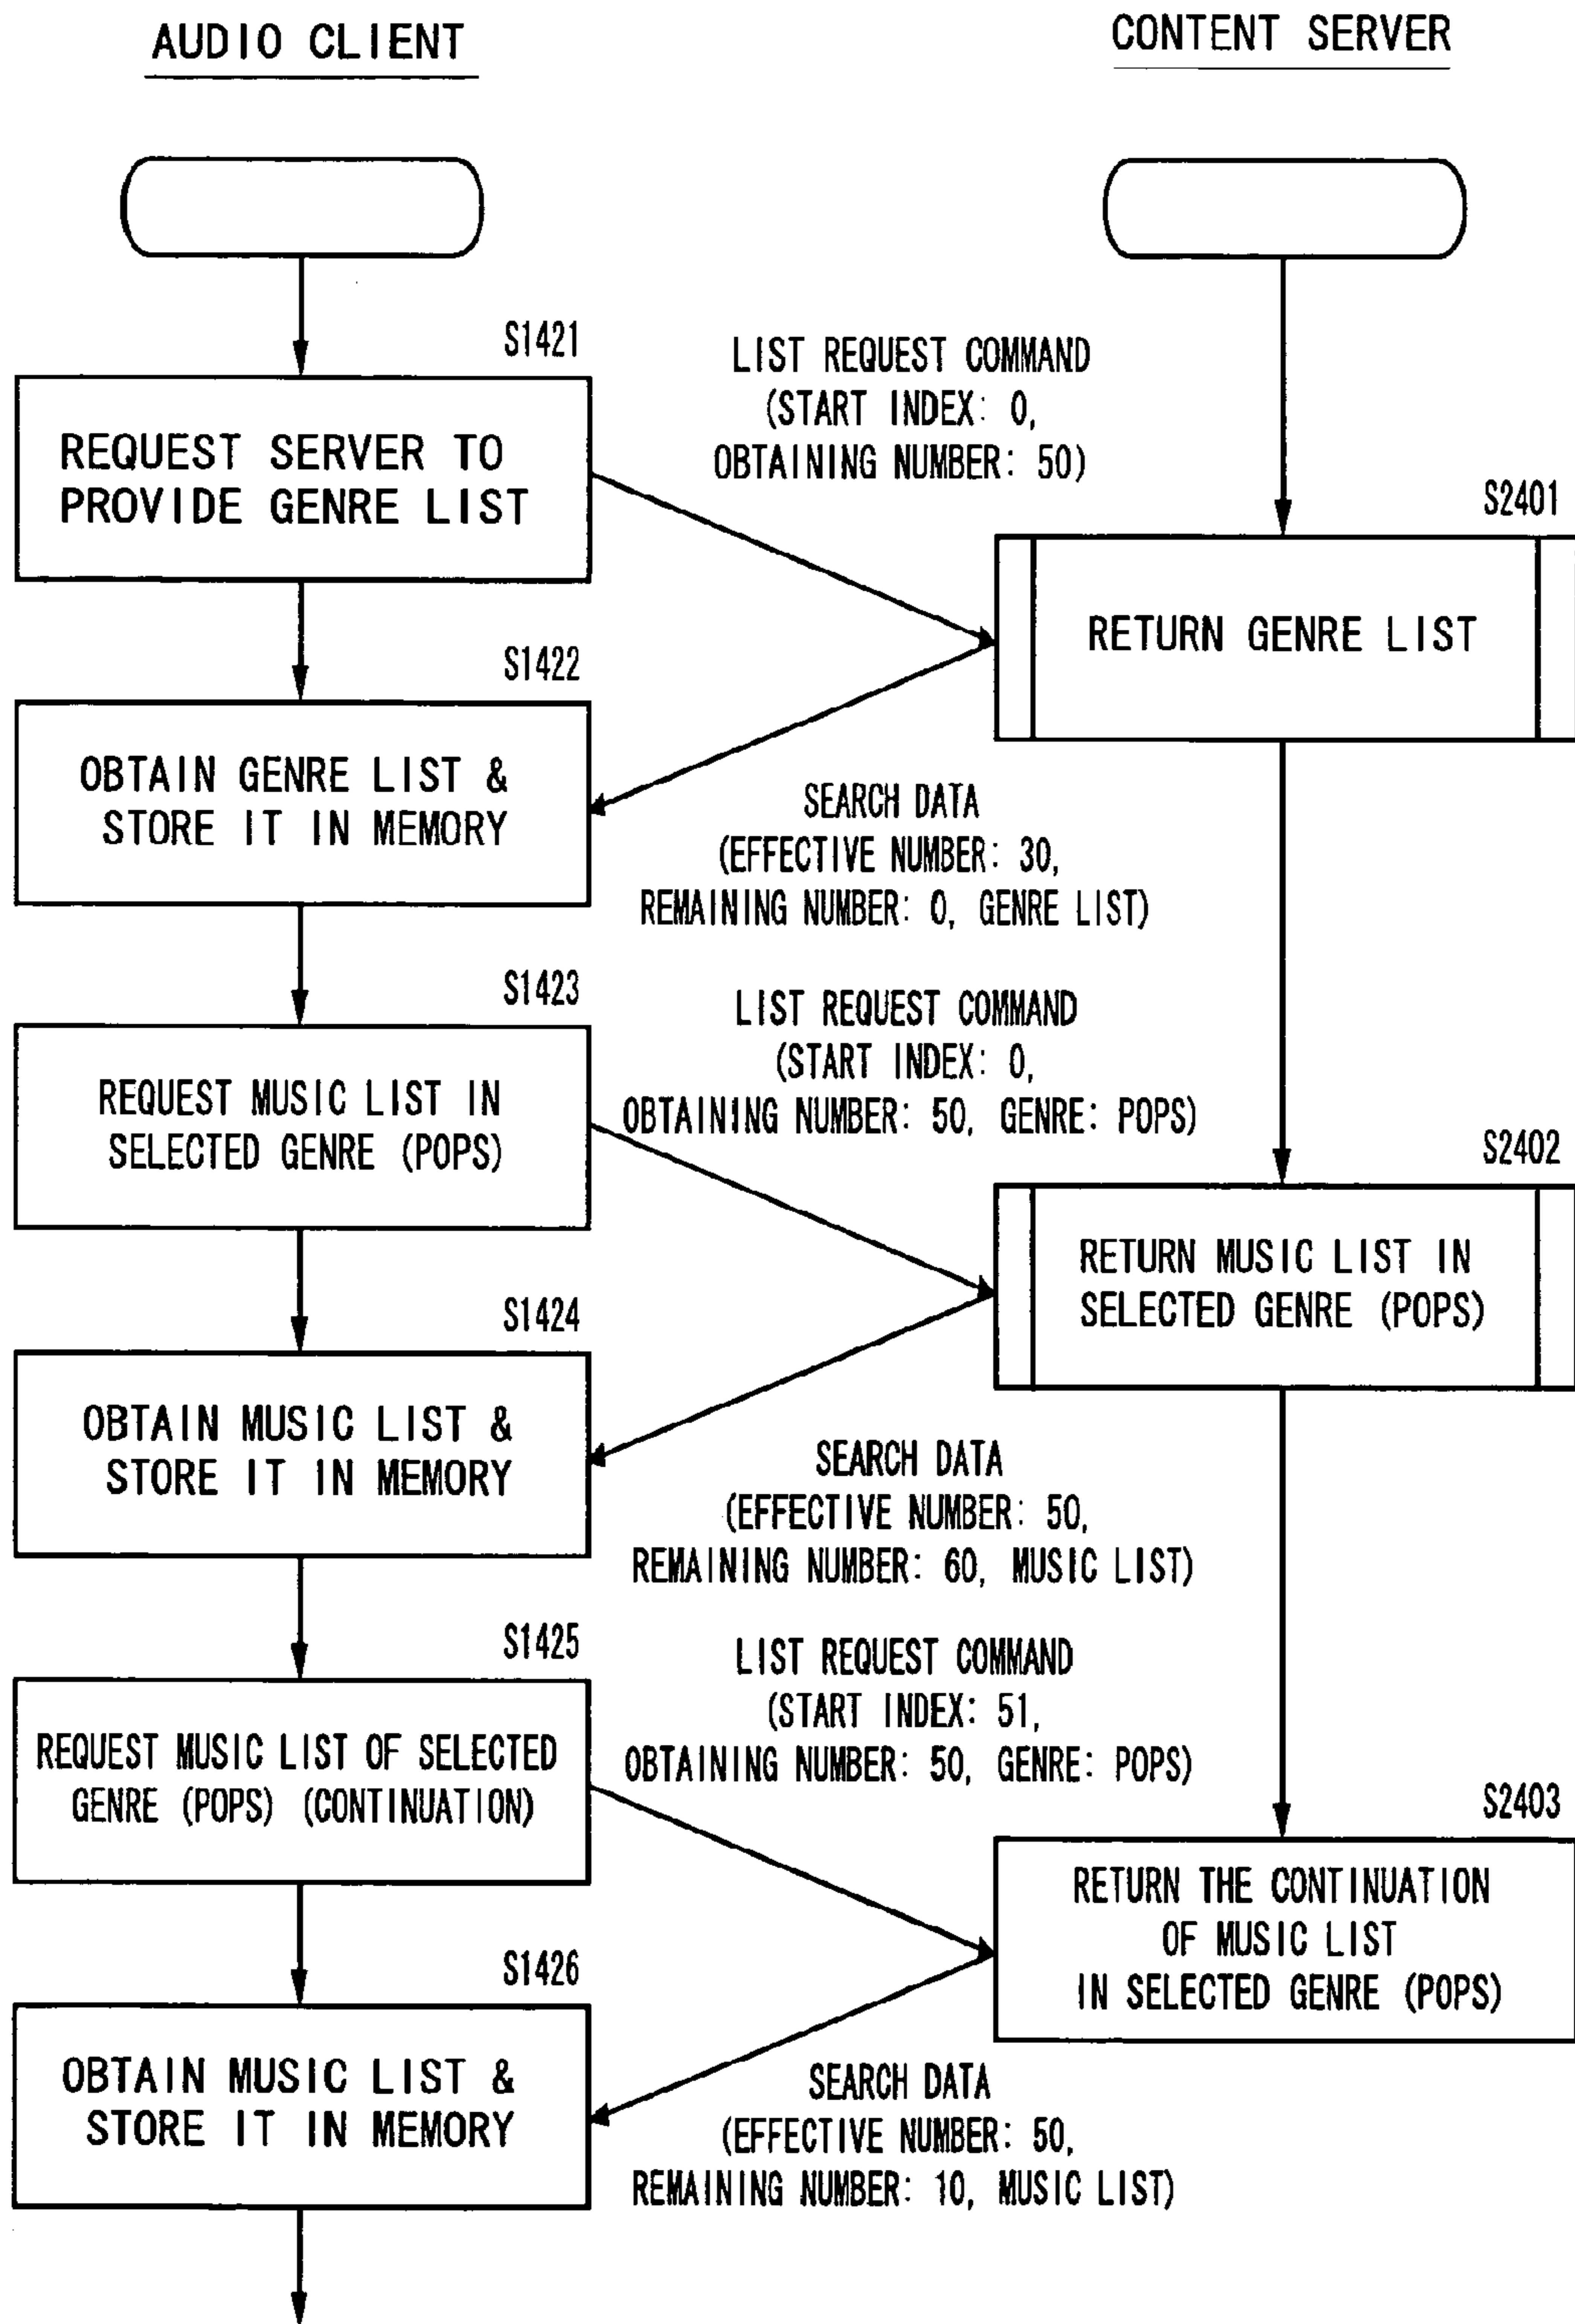 AUDIO CLIENT
CONTENT SERVER
S1421
REQUEST SERVER TO
PROVIDE GENRE LIST
LIST REQUEST COMMAND
(START INDEX: 0,
OBTAINING NUMBER: 50)
S2401
RETURN GENRE LIST
S1422
OBTAIN GENRE LIST &
STORE IT IN MEMORY
SEARCH DATA
(EFFECTIVE NUMBER: 30,
REMAINING NUMBER: 0, GENRE LIST)
S1423
REQUEST MUSIC LIST IN
SELECTED GENRE (POPS)
LIST REQUEST COMMAND
(START INDEX: 0,
OBTAINING NUMBER: 50, GENRE: POPS)
S2402
RETURN MUSIC LIST IN
SELECTED GENRE (POPS)
S1424
OBTAIN MUSIC LIST &
STORE IT IN MEMORY
SEARCH DATA
(EFFECTIVE NUMBER: 50,
REMAINING NUMBER: 60, MUSIC LIST)
S1425
REQUEST MUSIC LIST OF SELECTED
GENRE (POPS) (CONTINUATION)
LIST REQUEST COMMAND
(START INDEX: 51,
OBTAINING NUMBER: 50, GENRE: POPS)
S2403
RETURN THE CONTINUATION
OF MUSIC LIST
IN SELECTED GENRE (POPS)
S1426
OBTAIN MUSIC LIST &
STORE IT IN MEMORY
SEARCH DATA
(EFFECTIVE NUMBER: 50,
REMAINING NUMBER: 10, MUSIC LIST)